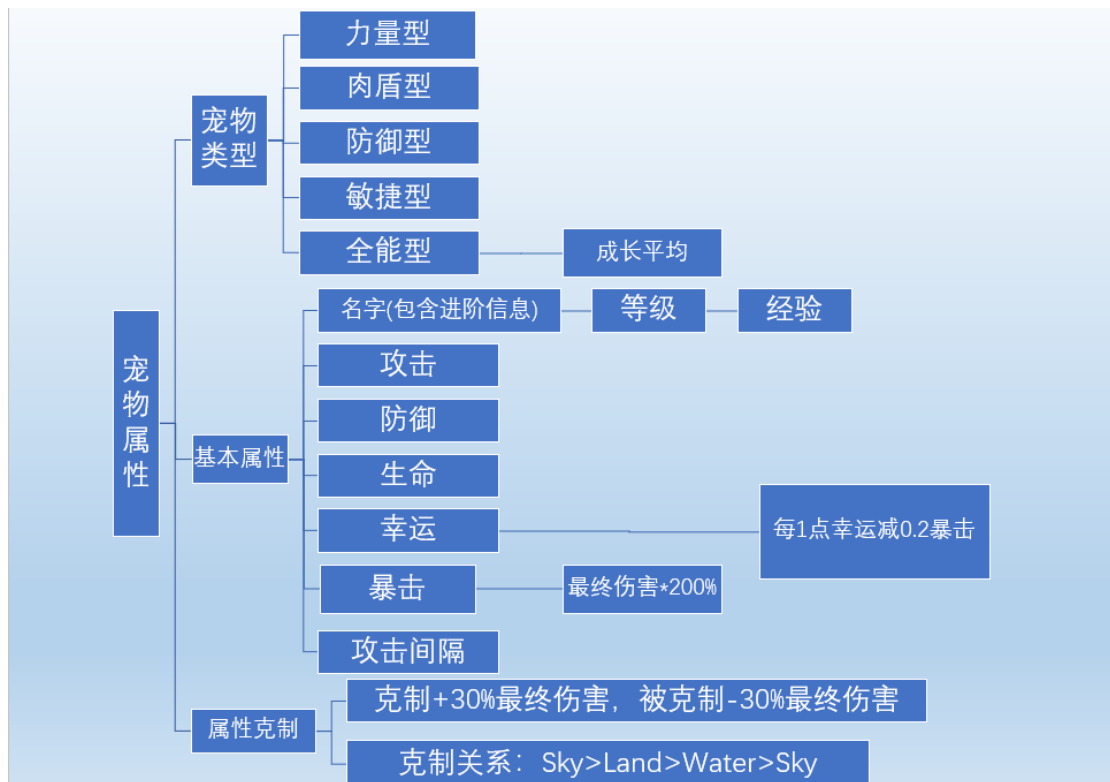 宠物属性
宠物
类型
力量型
肉盾型
防御型
敏捷型
全能型
成长平均
基本属性
名字(包含进阶信息)
等级
经验
攻击
防御
生命
幸运
每1点幸运减0.2暴击
暴击
最终伤害*200%
攻击间隔
属性克制
克制+30%最终伤害，被克制-30%最终伤害
克制关系：Sky>Land>Water>Sky